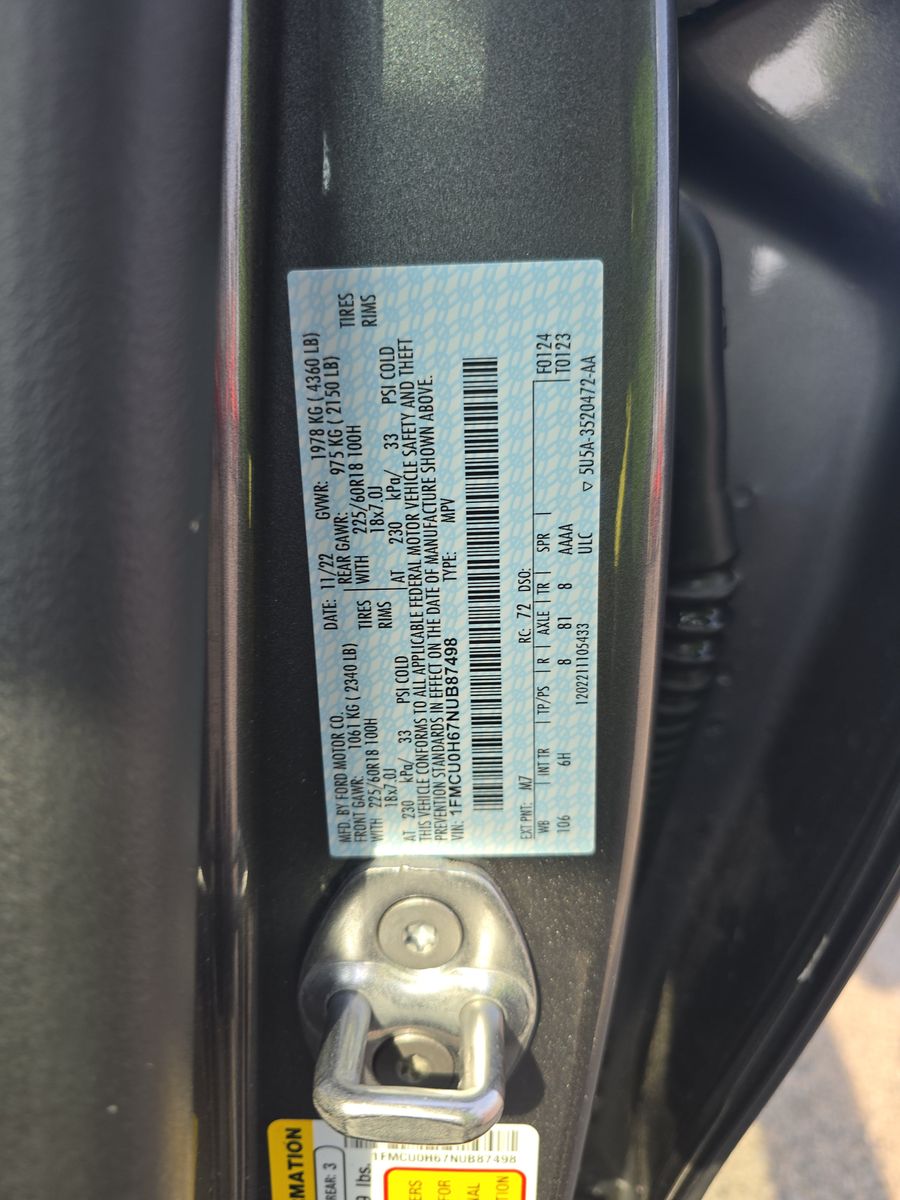 MFD. BY FORD MOTOR CO.
DATE: 11/22 GVWR: 1978 KG ( 4360 LB)
FRONT GAWR: 1061 KG ( 2340 LB) REAR GAWR: 975 KG ( 2150 LB)
WITH 225/60R18 100H TIRES WITH 225/60R18 100H TIRES
18x7.0J RIMS 18x7.0J RIMS
AT 230 kPa/ 33 PSI COLD AT 230 kPa/ 33 PSI COLD
THIS VEHICLE CONFORMS TO ALL APPLICABLE FEDERAL MOTOR VEHICLE SAFETY AND THEFT
PREVENTION STANDARDS IN EFFECT ON THE DATE OF MANUFACTURE SHOWN ABOVE.
VIN: 1FMCU0H67NUB87498 TYPE: MPV
EXT PNT: M7 RC: 72 DSO:
WB INT TR TP/PS R AXLE TR SPR F0124
106 6H 8 81 8 AAAA T0123
120221105433 ULC ▽ 5U5A-3520472-AA
RMATION
REAR: 3
lbs.
1FMCU0H67NUB87498